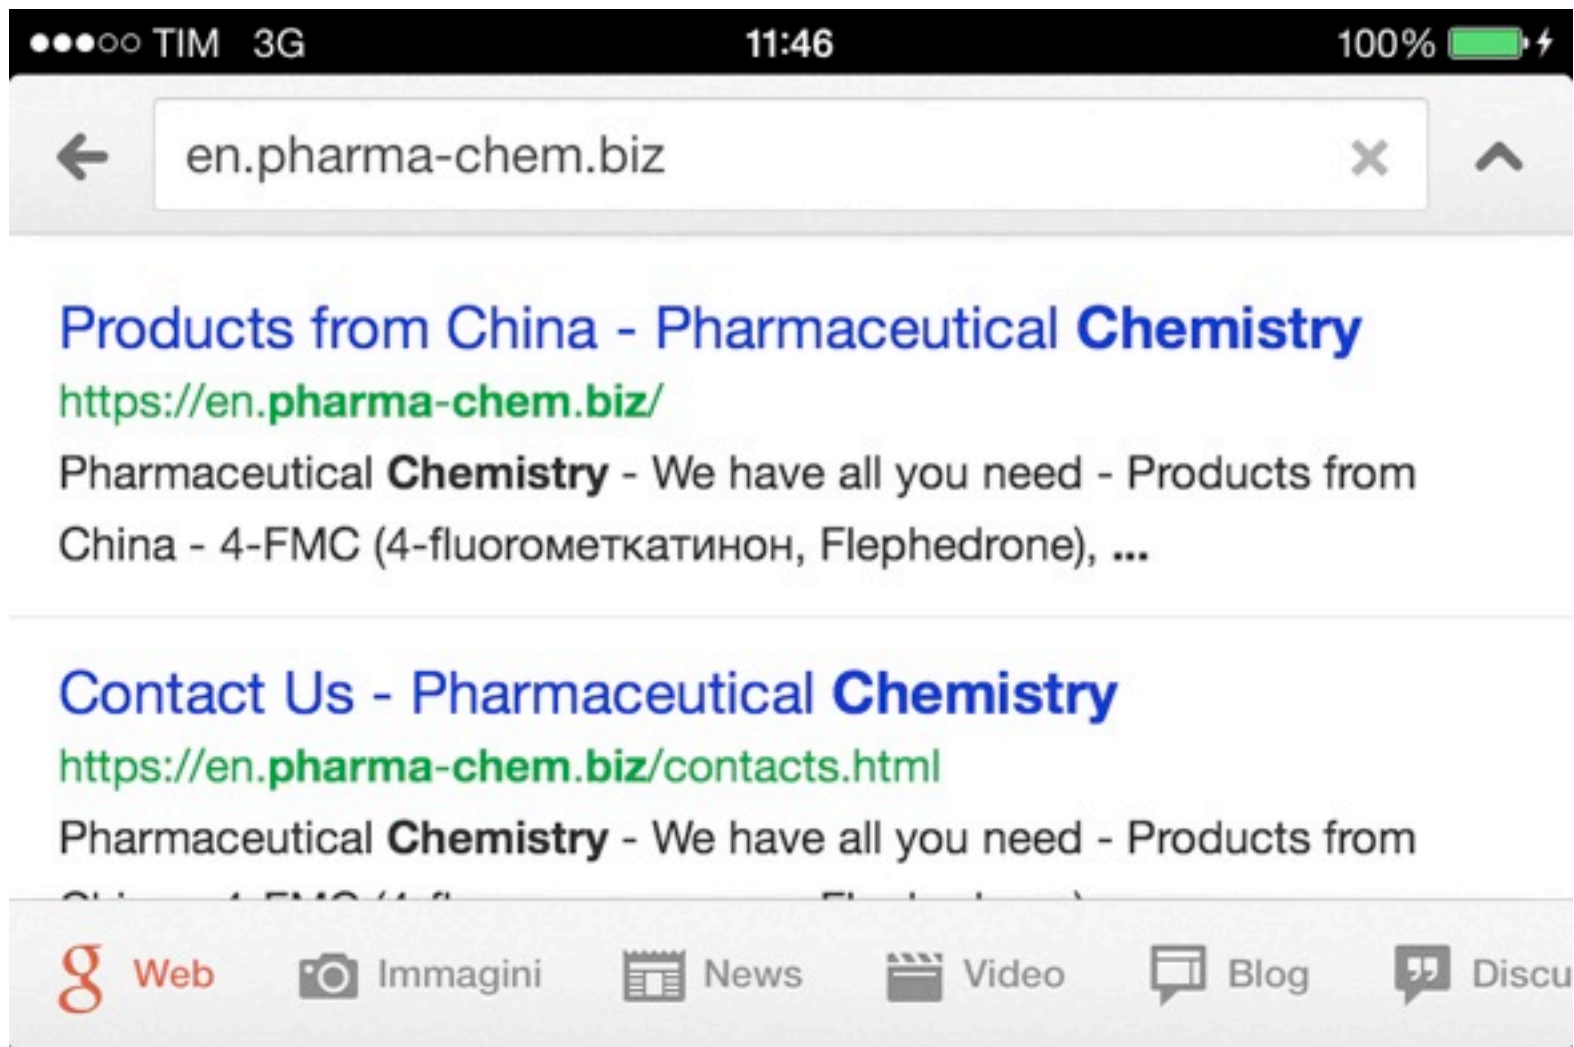 TIM 3G 11:46 100%
en.pharma-chem.biz
Products from China - Pharmaceutical Chemistry
https://en.pharma-chem.biz/
Pharmaceutical Chemistry - We have all you need - Products from
China - 4-FMC (4-fluoromеткатинон, Flephedrone), ...
Contact Us - Pharmaceutical Chemistry
https://en.pharma-chem.biz/contacts.html
Pharmaceutical Chemistry - We have all you need - Products from
Web Immagini News Video Blog Discu